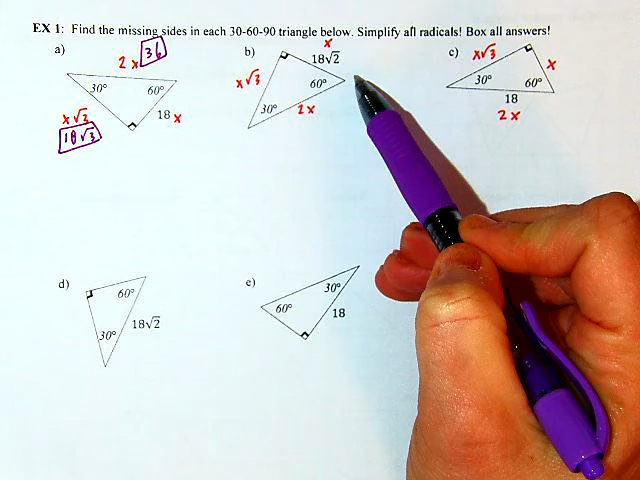 EX 1: Find the missing sides in each 30-60-90 triangle below. Simplify all radicals! Box all answers!
a) 2x 36
30° 60°
18 x
x√3
18√3
b) x
18√2
x√3
60°
30° 2x
c) x√3
x
30° 60°
18
2x
d) 60°
18√2
30°
e) 30°
60° 18